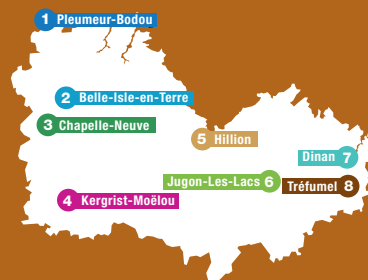 1 Pleumeur-Bodou
2 Belle-Isle-en-Terre
3 Chapelle-Neuve
4 Kergrist-Moëlou
5 Hillion
Jugon-Les-Lacs 6
Dinan 7
Tréfumel 8